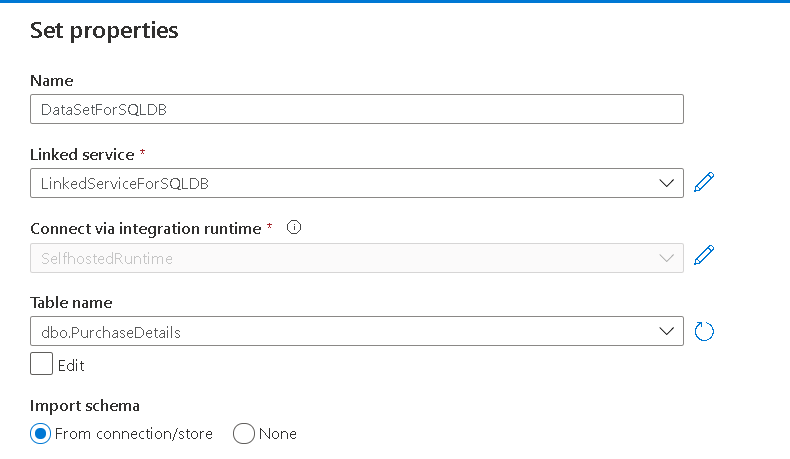 Set properties
Name
DataSetForSQLDB
Linked service *
LinkedServiceForSQLDB
Connect via integration runtime * i
SelfhostedRuntime
Table name
dbo.PurchaseDetails
Edit
Import schema
From connection/store None